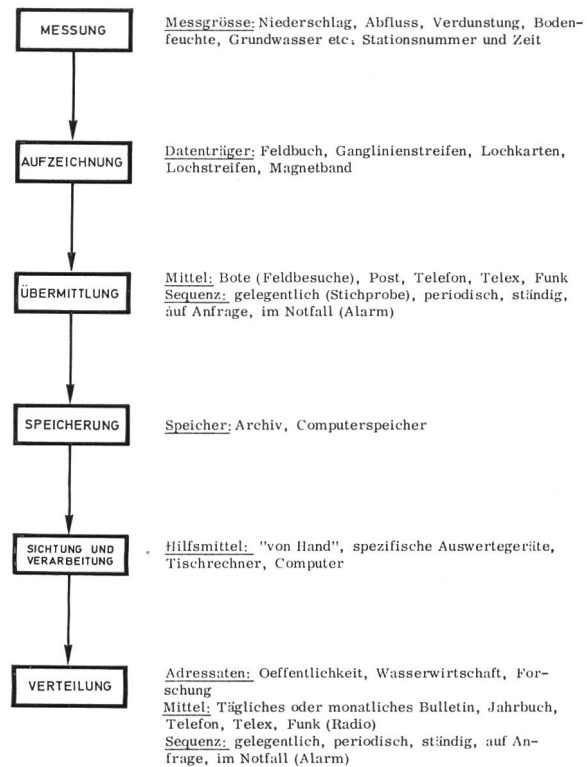 MESSUNG
Messgrösse: Niederschlag, Abfluss, Verdunstung, Boden-
feuchte, Grundwasser etc. Stationsnummer und Zeit
AUFZEICHNUNG
Datenträger: Feldbuch, Ganglinienstreifen, Lochkarten,
Lochstreifen, Magnetband
ÜBERMITTLUNG
Mittel: Bote (Feldbesuche), Post, Telefon, Telex, Funk
Sequenz: gelegentlich (Stichprobe), periodisch, ständig,
auf Anfrage, im Notfall (Alarm)
SPEICHERUNG
Speicher: Archiv, Computerspeicher
SICHTUNG UND
VERARBEITUNG
Hilfsmittel: "von Hand", spezifische Auswertegeräte,
Tischrechner, Computer
VERTEILUNG
Adressaten: Oeffentlichkeit, Wasserwirtschaft, For-
schung
Mittel: Tägliches oder monatliches Bulletin, Jahrbuch,
Telefon, Telex, Funk (Radio)
Sequenz: gelegentlich, periodisch, ständig, auf An-
frage, im Notfall (Alarm)